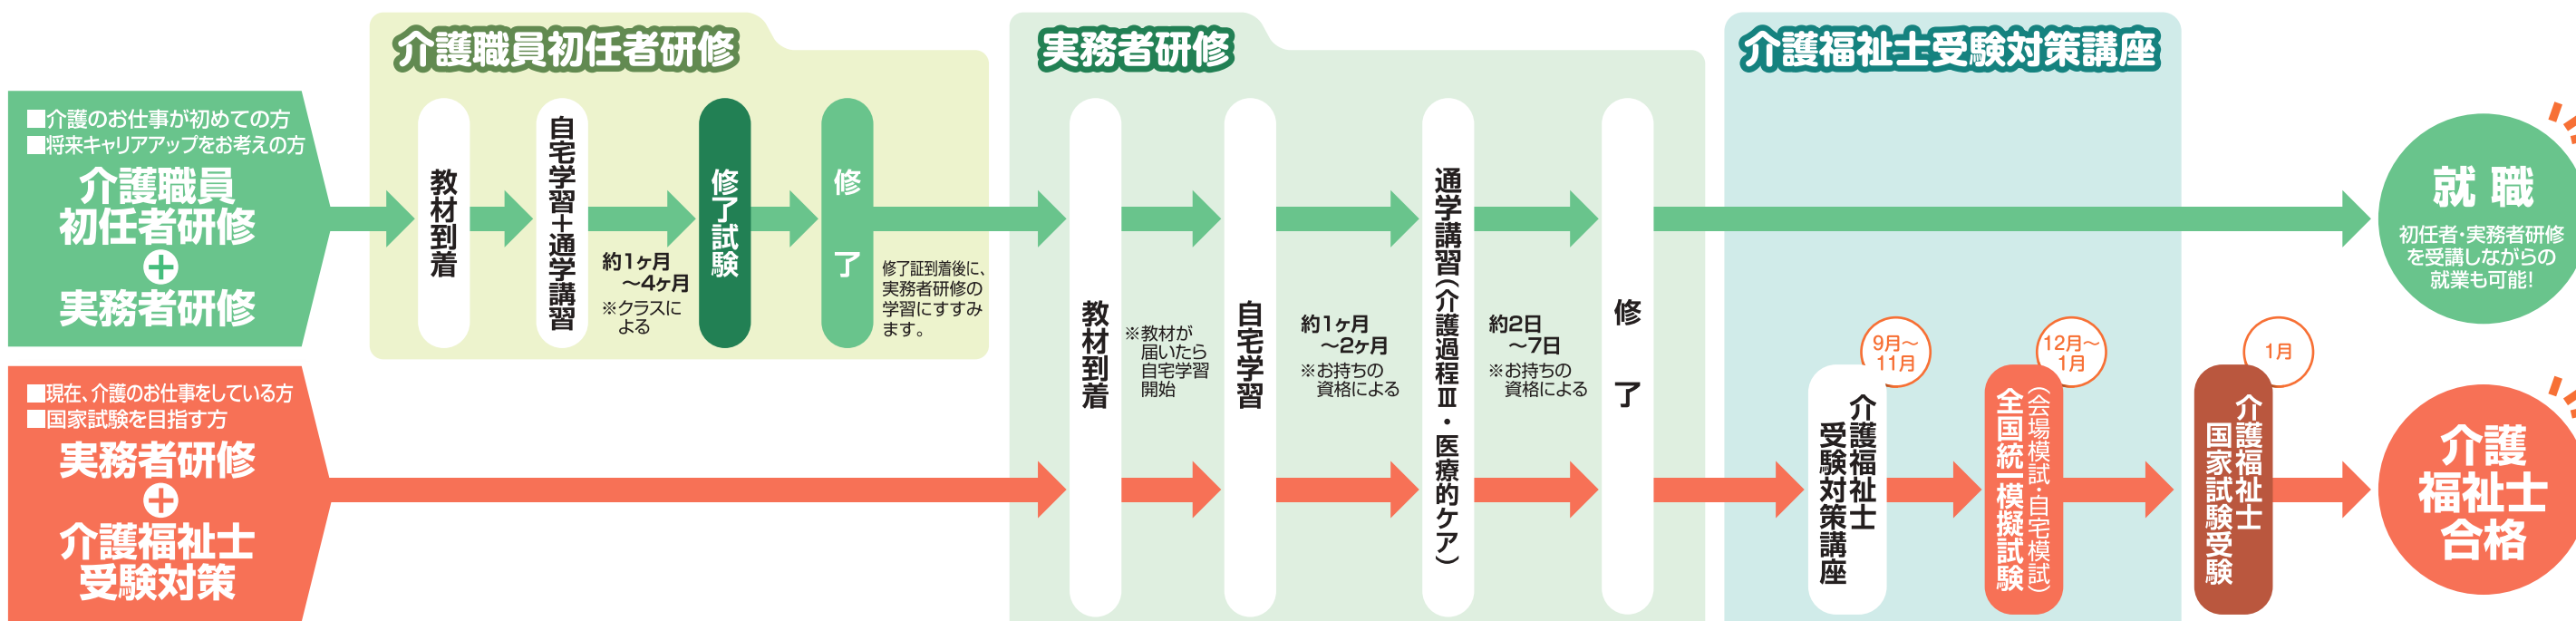 介護職員初任者研修
実務者研修
介護福祉士受験対策講座
■介護のお仕事が初めての方
■将来キャリアアップをお考えの方
介護職員
初任者研修
+
実務者研修
教材到着
自宅学習+通学講習
約1ヶ月
～4ヶ月
※クラスに
よる
修了試験
修了
修了証到着後に、
実務者研修の
学習にすすみ
ます。
教材到着
※教材が
届いたら
自宅学習
開始
自宅学習
約1ヶ月
～2ヶ月
※お持ちの
資格による
通学講習(介護過程Ⅲ・医療的ケア)
約2日
～7日
※お持ちの
資格による
修了
就職
初任者・実務者研修
を受講しながらの
就業も可能!
■現在、介護のお仕事をしている方
■国家試験を目指す方
実務者研修
+
介護福祉士
受験対策
9月～
11月
介護福祉士
受験対策講座
12月～
1月
(会場模試・自宅模試)
全国統一模擬試験
1月
介護福祉士
国家試験受験
介護
福祉士
合格